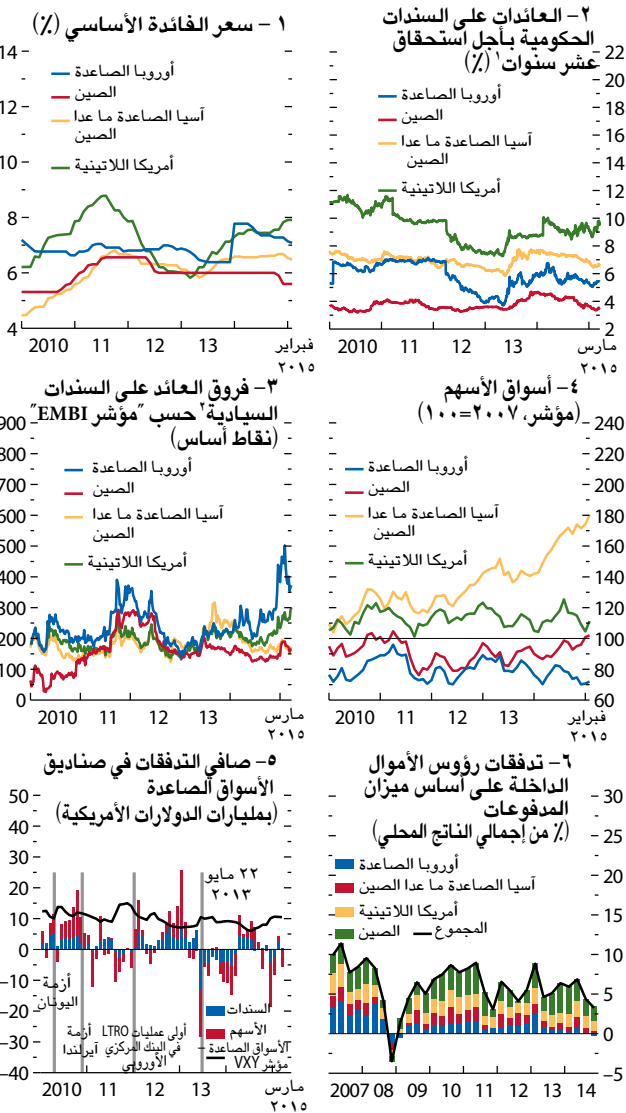 ١– سعر الفائدة الأساسي (٪)
14
12
10
8
6
4
أوروبا الصاعدة
الصين
آسيا الصاعدة ما عدا
الصين
أمريكا اللاتينية
2010 11 12 13 فبراير
٢٠١٥
٢– العائدات على السندات
الحكومية بأجل استحقاق
عشر سنوات١ (٪)
22
20
18
16
14
12
10
8
6
4
2
أوروبا الصاعدة
الصين
آسيا الصاعدة ما عدا
الصين
أمريكا اللاتينية
2010 11 12 13 مارس
٢٠١٥
٣– فروق العائد على السندات
السيادية٢ حسب "مؤشر EMBI"
(نقاط أساس)
900
800
700
600
500
400
300
200
100
0
أوروبا الصاعدة
الصين
آسيا الصاعدة ما عدا
الصين
أمريكا اللاتينية
2010 11 12 13 مارس
٢٠١٥
٤– أسواق الأسهم
(مؤشر، ٢٠٠٧=١٠٠)
240
220
200
180
160
140
120
100
80
60
أوروبا الصاعدة
الصين
آسيا الصاعدة ما عدا
الصين
أمريكا اللاتينية
2010 11 12 13 فبراير
٢٠١٥
٥– صافي التدفقات في صناديق
الأسواق الصاعدة
(بمليارات الدولارات الأمريكية)
50
40
30
20
10
0
–10
–20
–30
–40
٢٢ مايو
٢٠١٣
أزمة
اليونان
أزمة
آيرلندا
أولى عمليات LTRO
في البنك المركزي
الأوروبي
السندات
الأسهم
الأسواق الصاعدة –
مؤشر VXY
2010 11 12 13 مارس
٢٠١٥
٦– تدفقات رؤوس الأموال
الداخلة على أساس ميزان
المدفوعات
(٪ من إجمالي الناتج المحلي)
30
25
20
15
10
5
0
–5
أوروبا الصاعدة
آسيا الصاعدة ما عدا الصين
أمريكا اللاتينية
الصين المجموع
2007 08 09 10 11 12 13 14